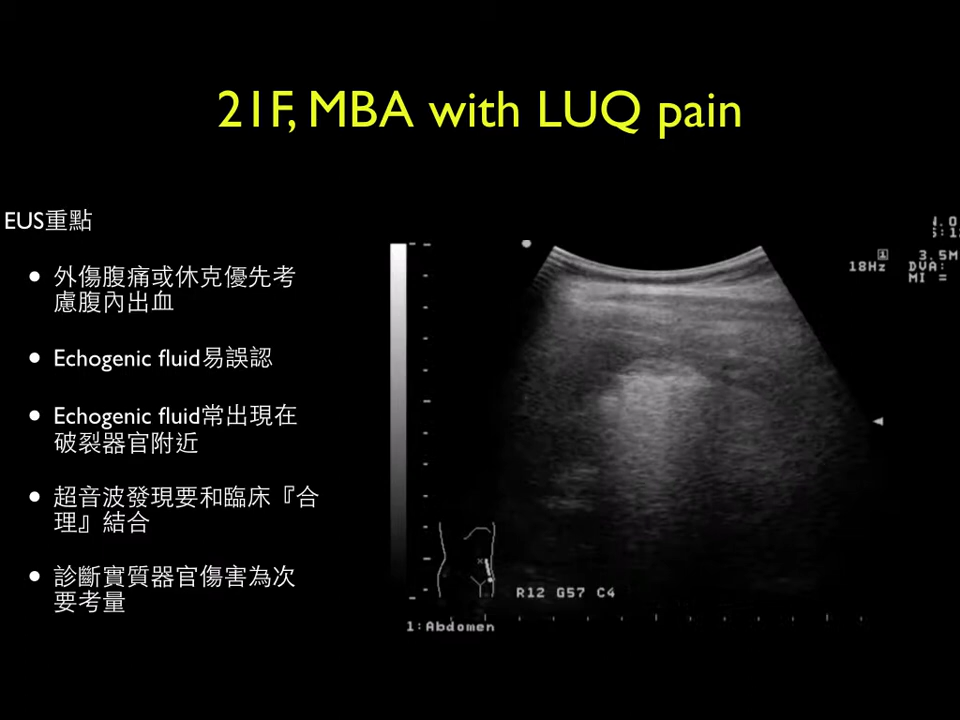 21F, MBA with LUQ pain
EUS重點
外傷腹痛或休克優先考
慮腹內出血
Echogenic fluid易誤認
Echogenic fluid常出現在
破裂器官附近
超音波發現要和臨床『合
理』結合
診斷實質器官傷害為次
要考量
18Hz
3.5M
DVA:
MI =
R12 G57 C4
1:Abdomen